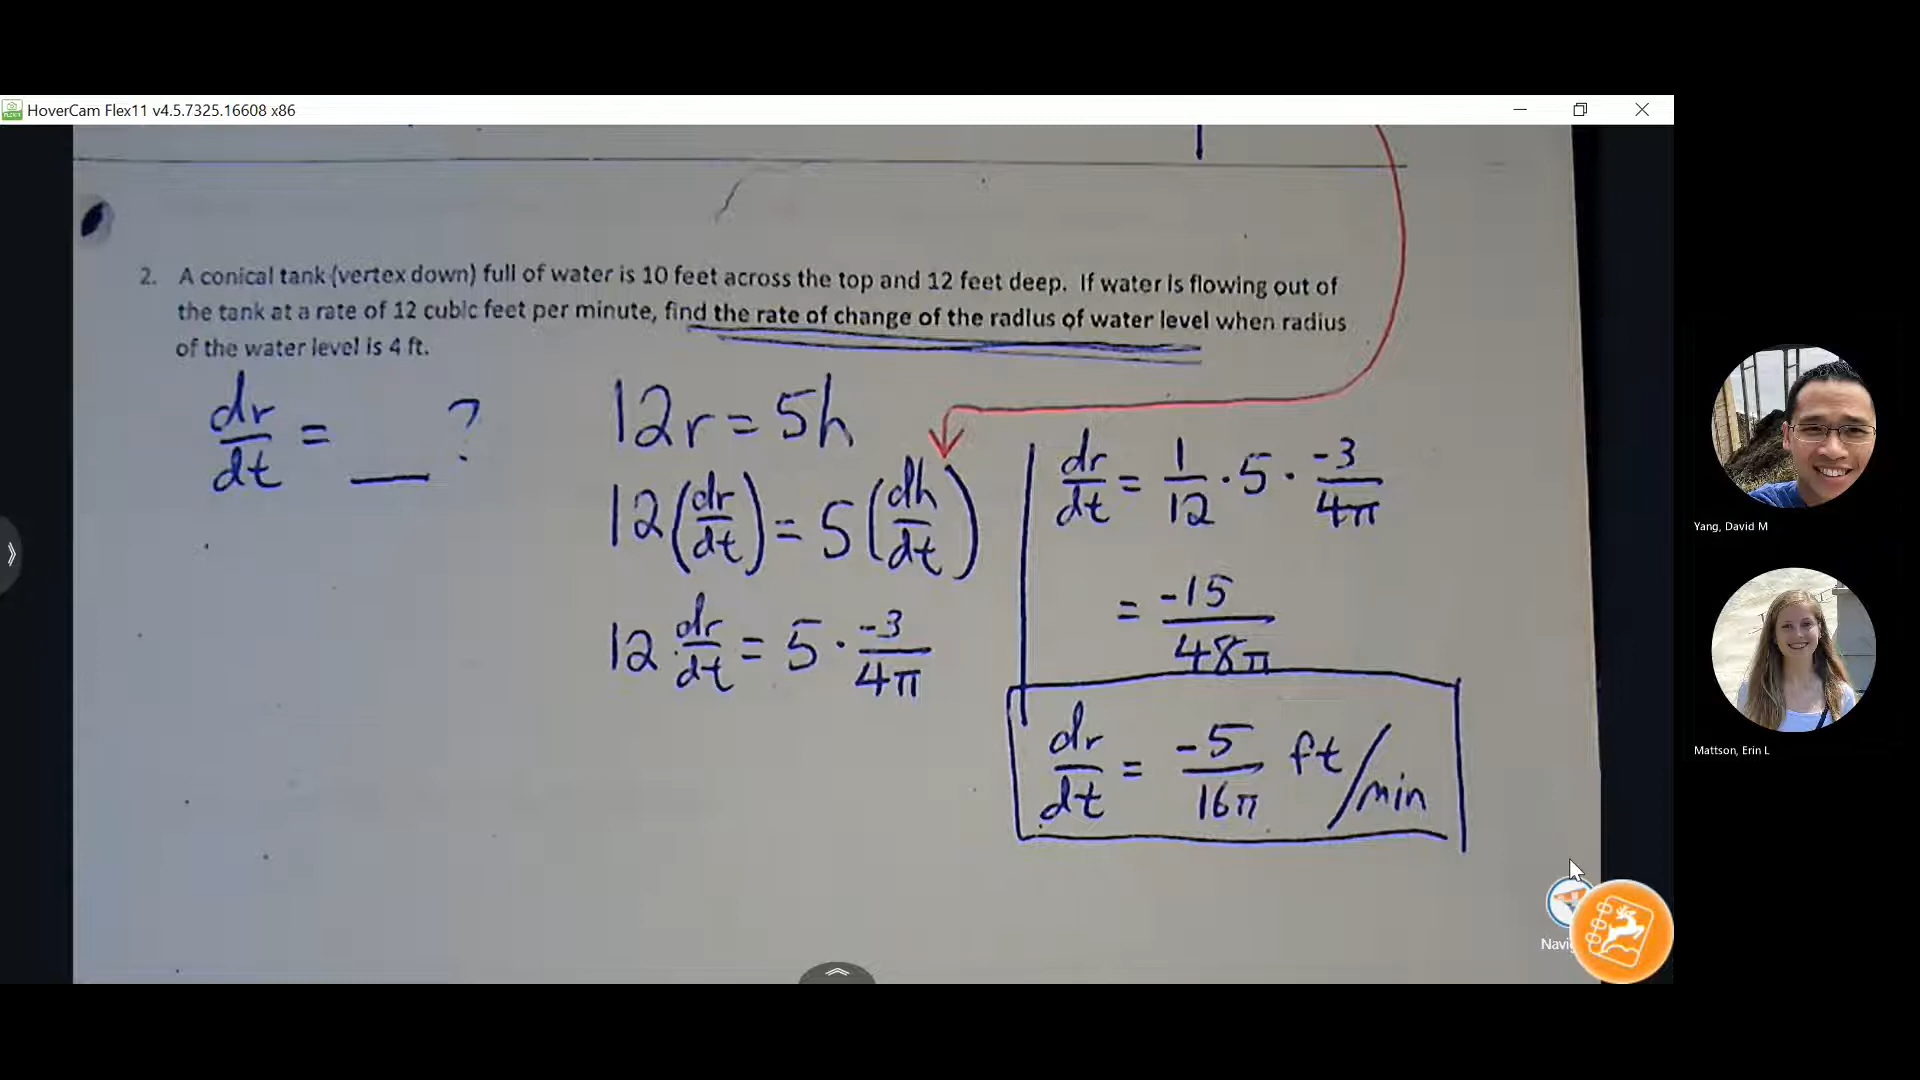 HoverCam Flex11 v4.5.7325.16608 x86
2. A conical tank (vertex down) full of water is 10 feet across the top and 12 feet deep. If water is flowing out of
the tank at a rate of 12 cubic feet per minute, find the rate of change of the radius of water level when radius
of the water level is 4 ft.
dr/dt = __ ?
12r = 5h
12(dr/dt) = 5(dh/dt)
12 · dr/dt = 5 · -3/4π
dr/dt = 1/12 · 5 · -3/4π
= -15/48π
dr/dt = -5/16π ft/min
Yang, David M
Mattson, Erin L